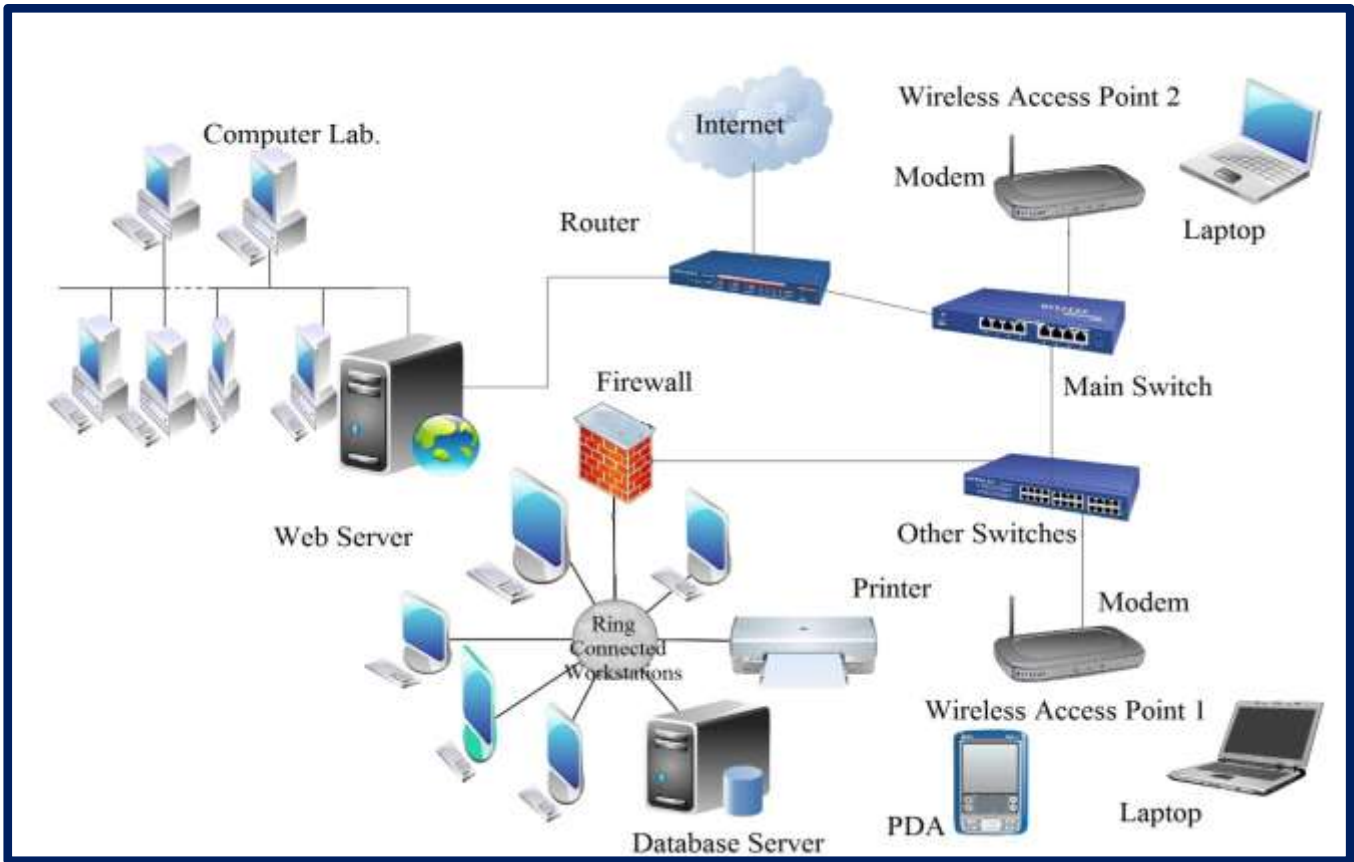 Wireless Access Point 2
Internet
Computer Lab.
Modem
Router
Laptop
Main Switch
Firewall
Web Server
Other Switches
Printer
Modem
Ring
Connected
Workstations
Wireless Access Point 1
PDA
Laptop
Database Server